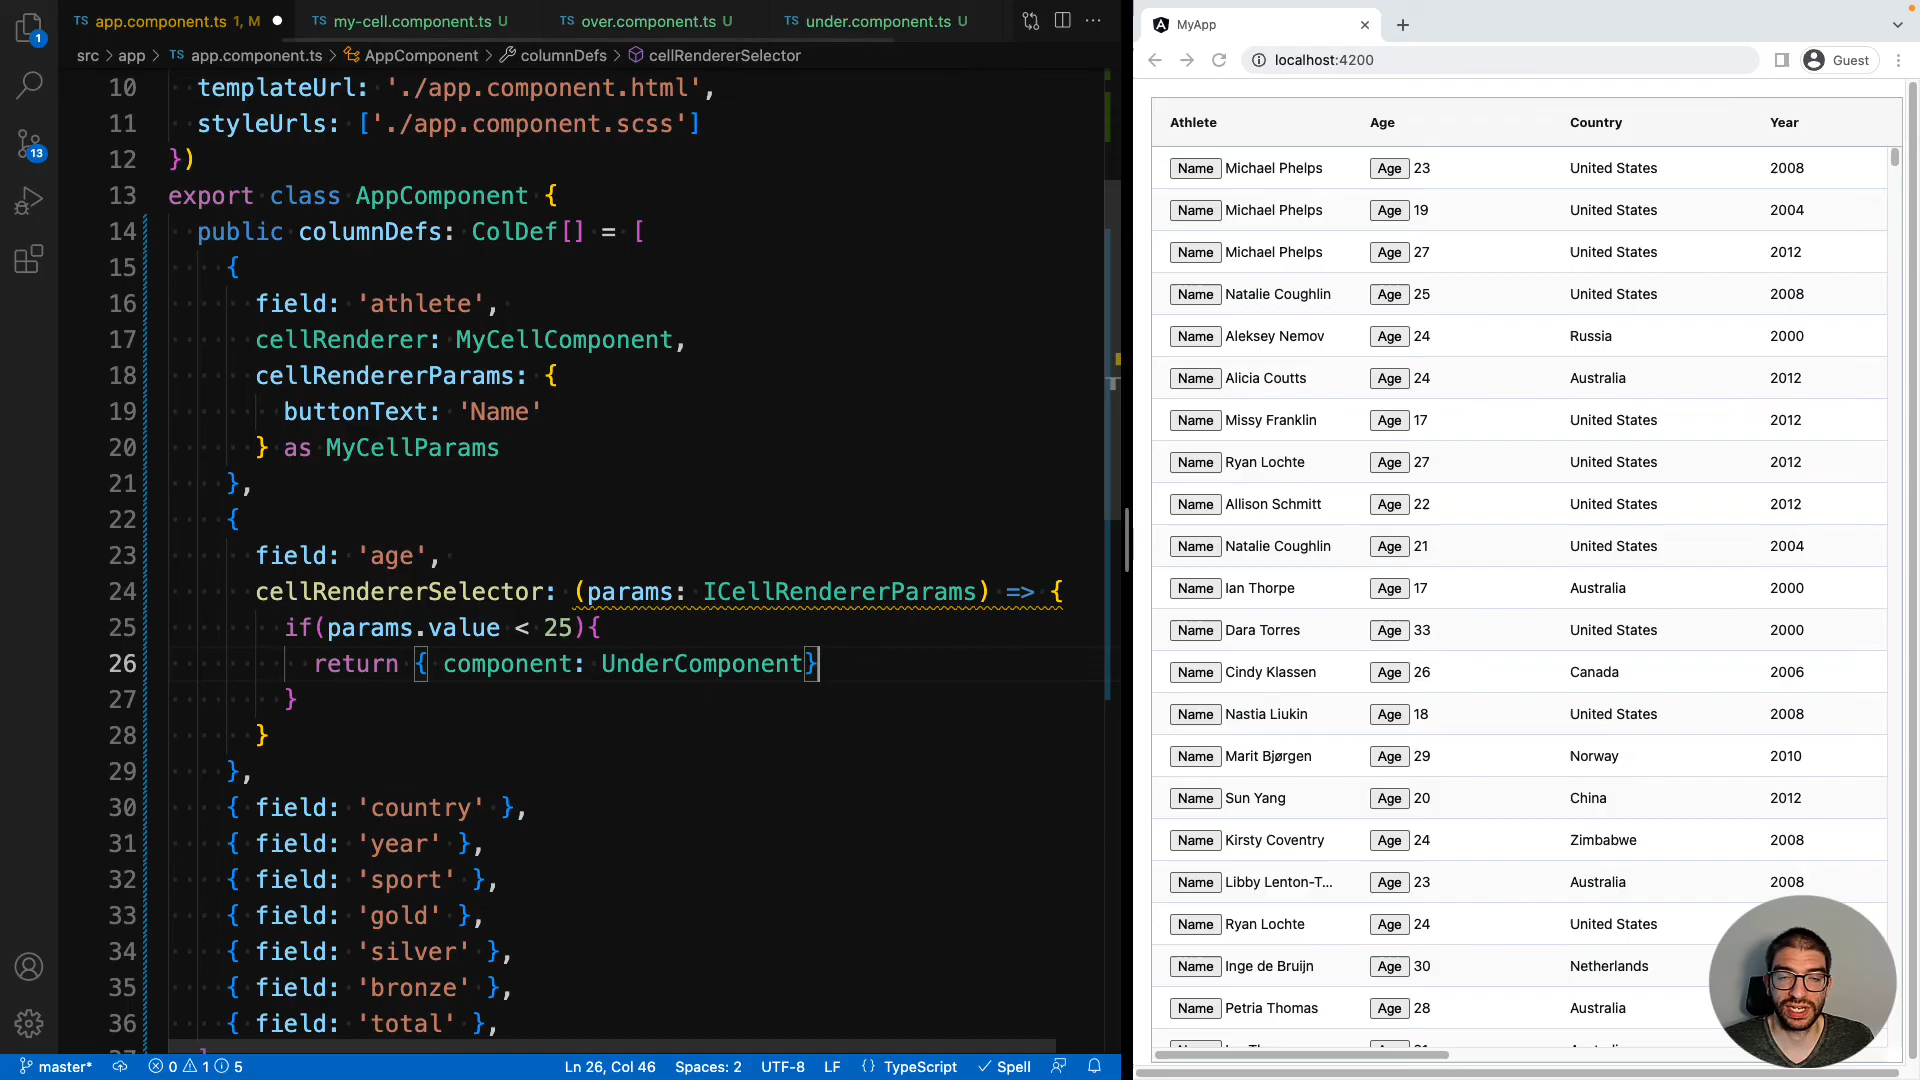 TS app.component.ts 1, M
TS my-cell.component.ts U
TS over.component.ts U
TS under.component.ts U
src > app > TS app.component.ts > AppComponent > columnDefs > cellRendererSelector
1
13
10 templateUrl: './app.component.html',
11 styleUrls: ['./app.component.scss']
12 })
13 export class AppComponent {
14 public columnDefs: ColDef[] = [
15 {
16 field: 'athlete',
17 cellRenderer: MyCellComponent,
18 cellRendererParams: {
19 buttonText: 'Name'
20 } as MyCellParams
21 },
22 {
23 field: 'age',
24 cellRendererSelector: (params: ICellRendererParams) => {
25 if(params.value < 25){
26 return { component: UnderComponent}
27 }
28 }
29 },
30 { field: 'country' },
31 { field: 'year' },
32 { field: 'sport' },
33 { field: 'gold' },
34 { field: 'silver' },
35 { field: 'bronze' },
36 { field: 'total' },
master* 0 1 5 Ln 26, Col 46 Spaces: 2 UTF-8 LF {} TypeScript Spell
MyApp
localhost:4200
Guest
Athlete Age Country Year
Name Michael Phelps Age 23 United States 2008
Name Michael Phelps Age 19 United States 2004
Name Michael Phelps Age 27 United States 2012
Name Natalie Coughlin Age 25 United States 2008
Name Aleksey Nemov Age 24 Russia 2000
Name Alicia Coutts Age 24 Australia 2012
Name Missy Franklin Age 17 United States 2012
Name Ryan Lochte Age 27 United States 2012
Name Allison Schmitt Age 22 United States 2012
Name Natalie Coughlin Age 21 United States 2004
Name Ian Thorpe Age 17 Australia 2000
Name Dara Torres Age 33 United States 2000
Name Cindy Klassen Age 26 Canada 2006
Name Nastia Liukin Age 18 United States 2008
Name Marit Bjørgen Age 29 Norway 2010
Name Sun Yang Age 20 China 2012
Name Kirsty Coventry Age 24 Zimbabwe 2008
Name Libby Lenton-T... Age 23 Australia 2008
Name Ryan Lochte Age 24 United States
Name Inge de Bruijn Age 30 Netherlands
Name Petria Thomas Age 28 Australia